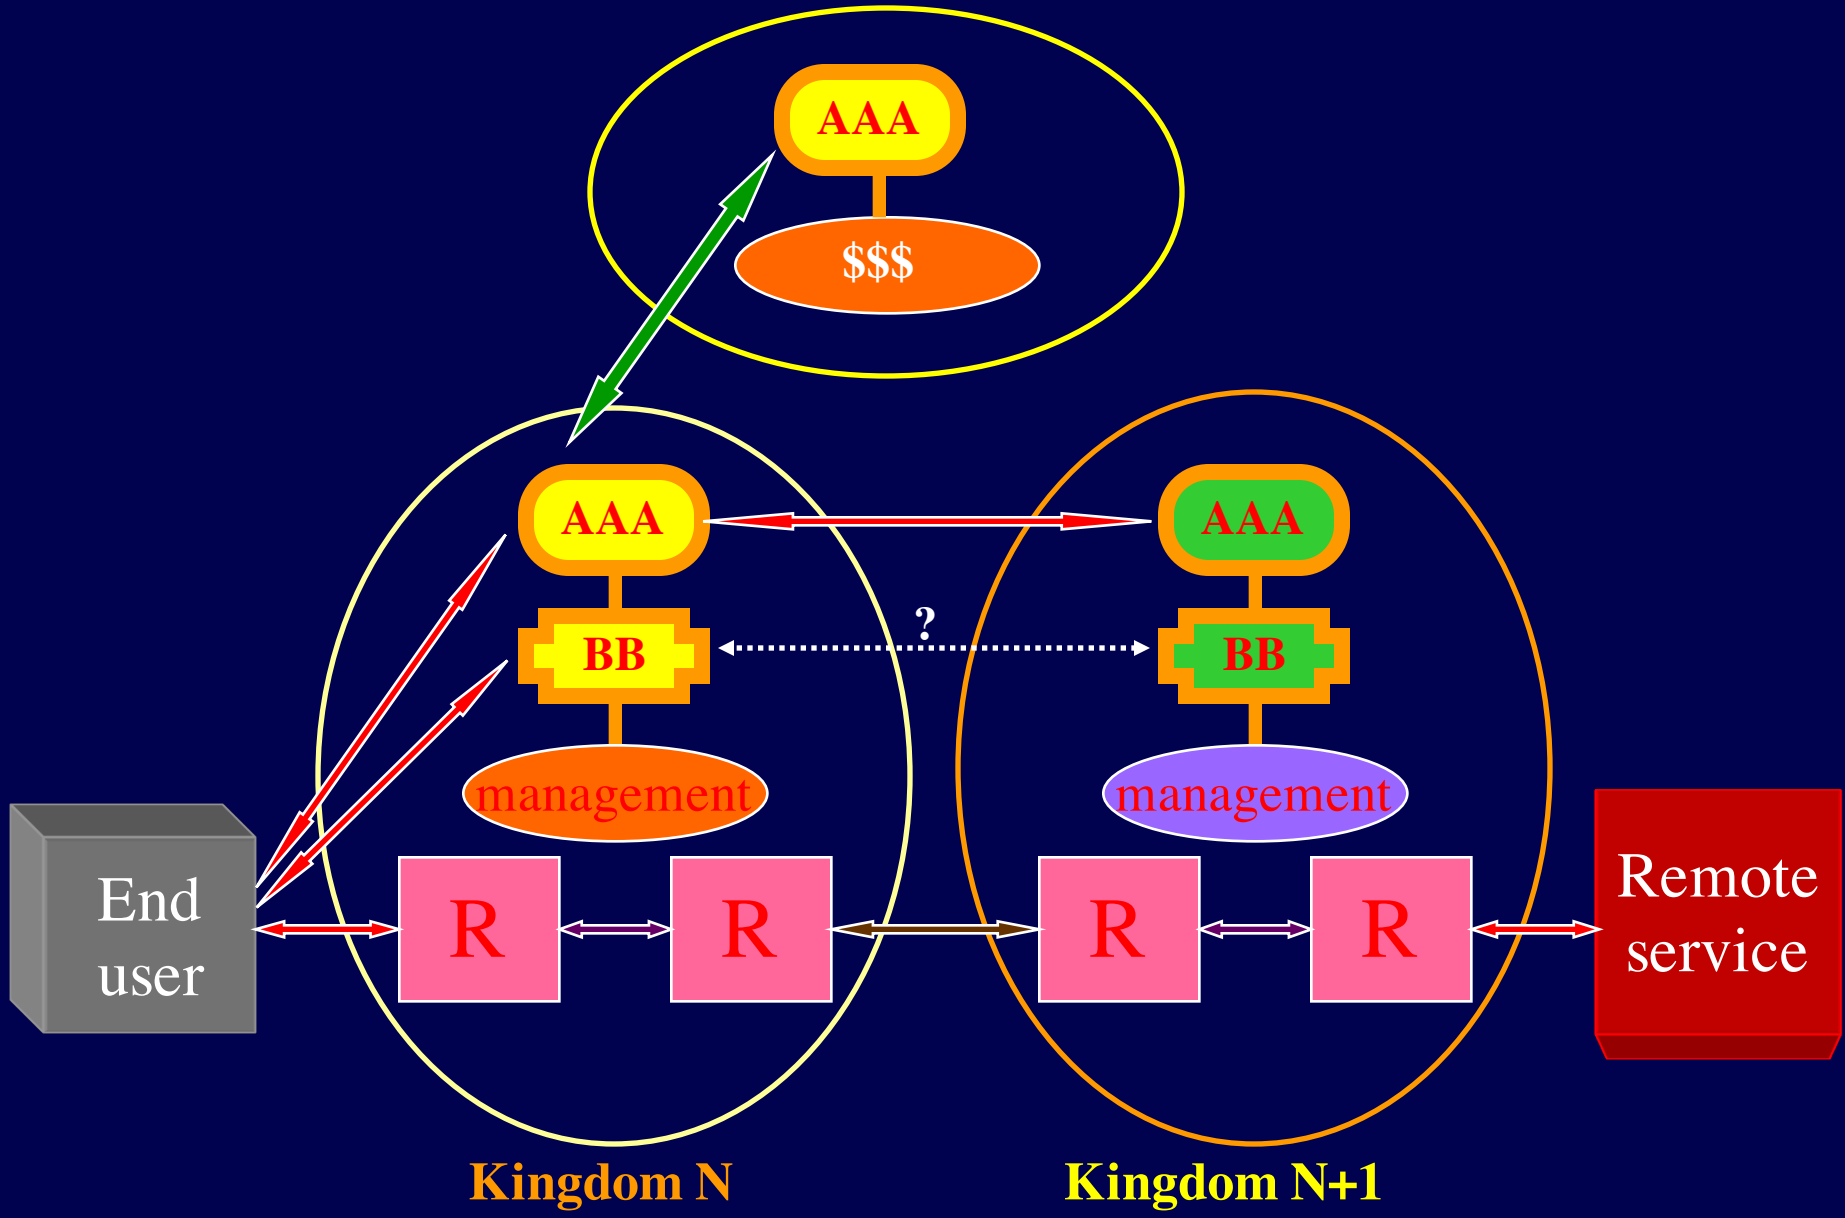 AAA
$$$
AAA
AAA
?
BB
BB
management
management
End
user
R
R
R
R
Remote
service
Kingdom N
Kingdom N+1